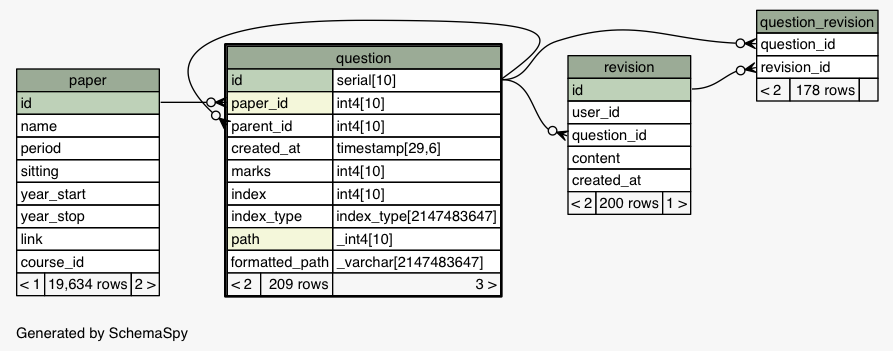 paper
id
name
period
sitting
year_start
year_stop
link
course_id
< 1 19,634 rows 2 >
question
id serial[10]
paper_id int4[10]
parent_id int4[10]
created_at timestamp[29,6]
marks int4[10]
index int4[10]
index_type index_type[2147483647]
path _int4[10]
formatted_path _varchar[2147483647]
< 2 209 rows 3 >
revision
id
user_id
question_id
content
created_at
< 2 200 rows 1 >
question_revision
question_id
revision_id
< 2 178 rows
Generated by SchemaSpy